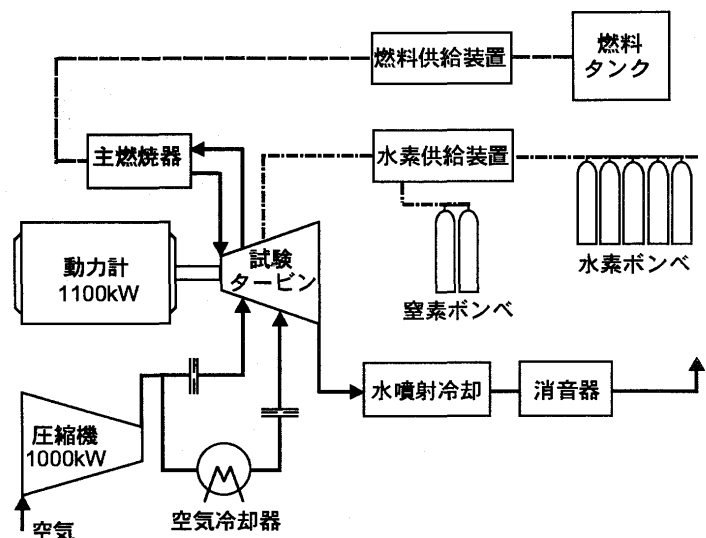 燃料供給装置
燃料
タンク
主燃焼器
水素供給装置
動力計
1100kW
試験
タービン
水素ボンベ
窒素ボンベ
水噴射冷却
消音器
圧縮機
1000kW
空気冷却器
空気